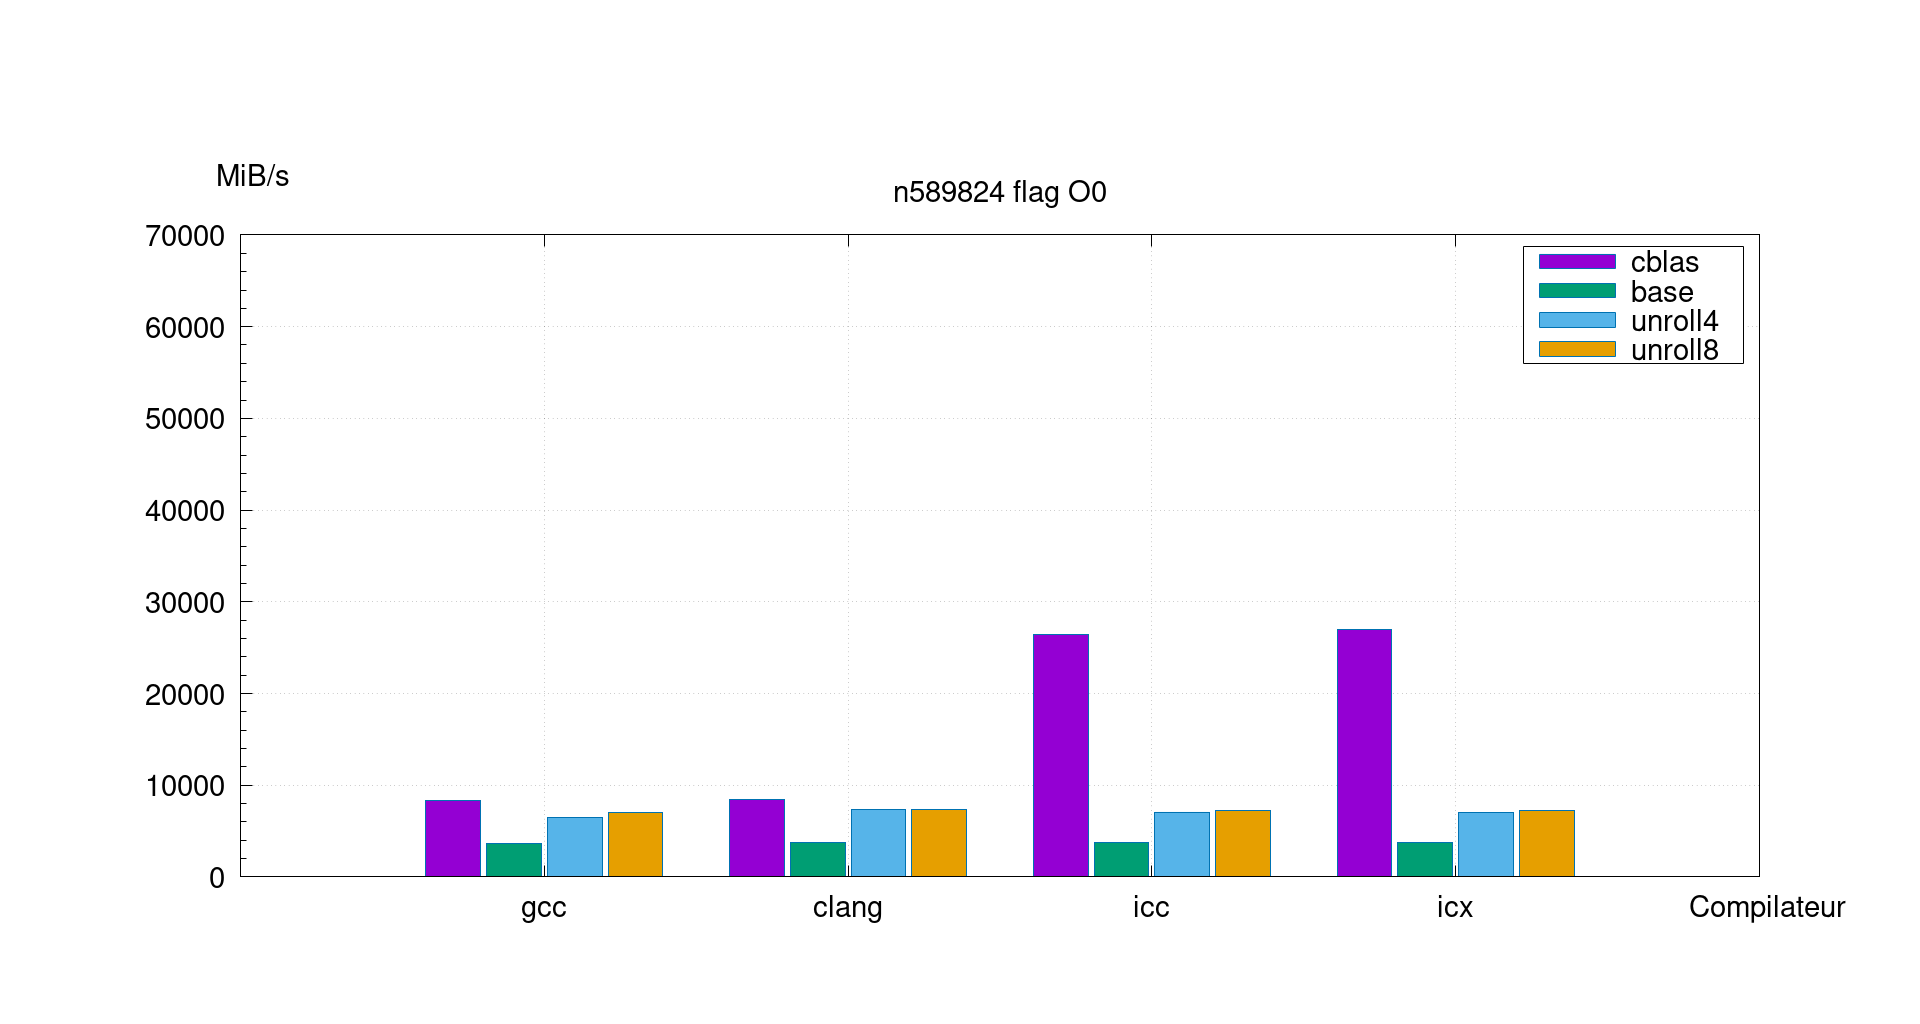 MiB/s
n589824 flag O0
70000
60000
50000
40000
30000
20000
10000
0
cblas
base
unroll4
unroll8
gcc
clang
icc
icx
Compilateur